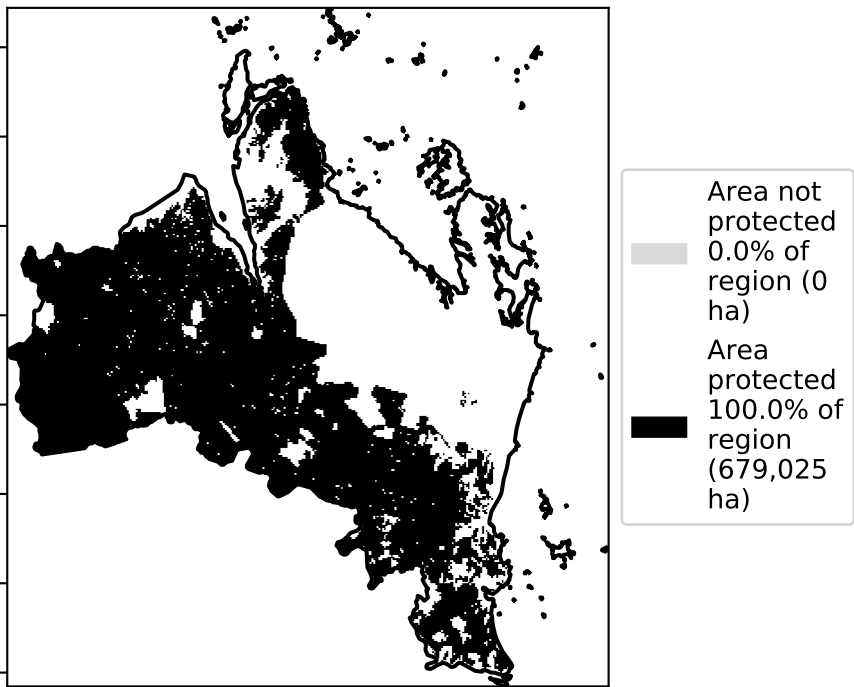 Area not
protected
0.0% of
region (0
ha)
Area
protected
100.0% of
region
(679,025
ha)